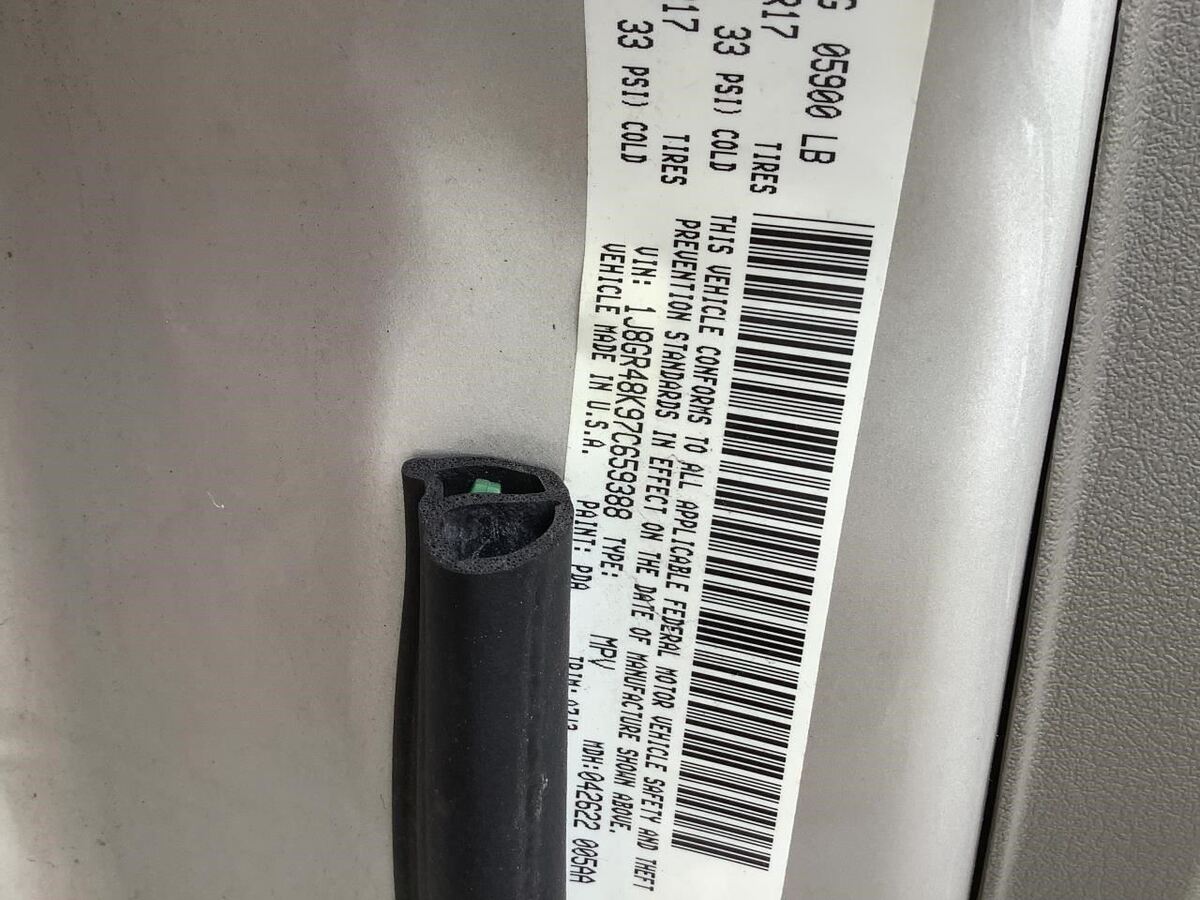 G 05900 LB
R17 TIRES
33 PSI) COLD
17 TIRES
33 PSI) COLD
THIS VEHICLE CONFORMS TO ALL APPLICABLE FEDERAL MOTOR VEHICLE SAFETY AND THEFT
PREVENTION STANDARDS IN EFFECT ON THE DATE OF MANUFACTURE SHOWN ABOVE.
VIN: 1J8GR48K97C659388 TYPE: MPV MDH:042622 005AA
VEHICLE MADE IN U.S.A. PAINT: PDA TRIM: